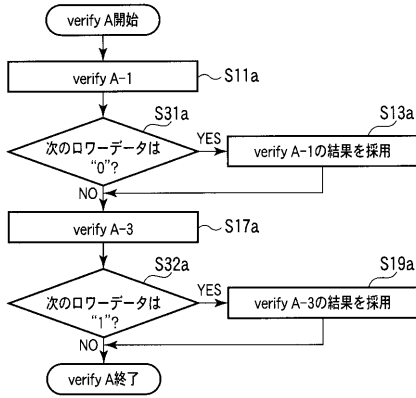 verify A開始
verify A-1
S11a
S31a
次のロワーデータは
“0”?
YES
S13a
verify A-1の結果を採用
NO
verify A-3
S17a
S32a
次のロワーデータは
“1”?
YES
S19a
verify A-3の結果を採用
NO
verify A終了